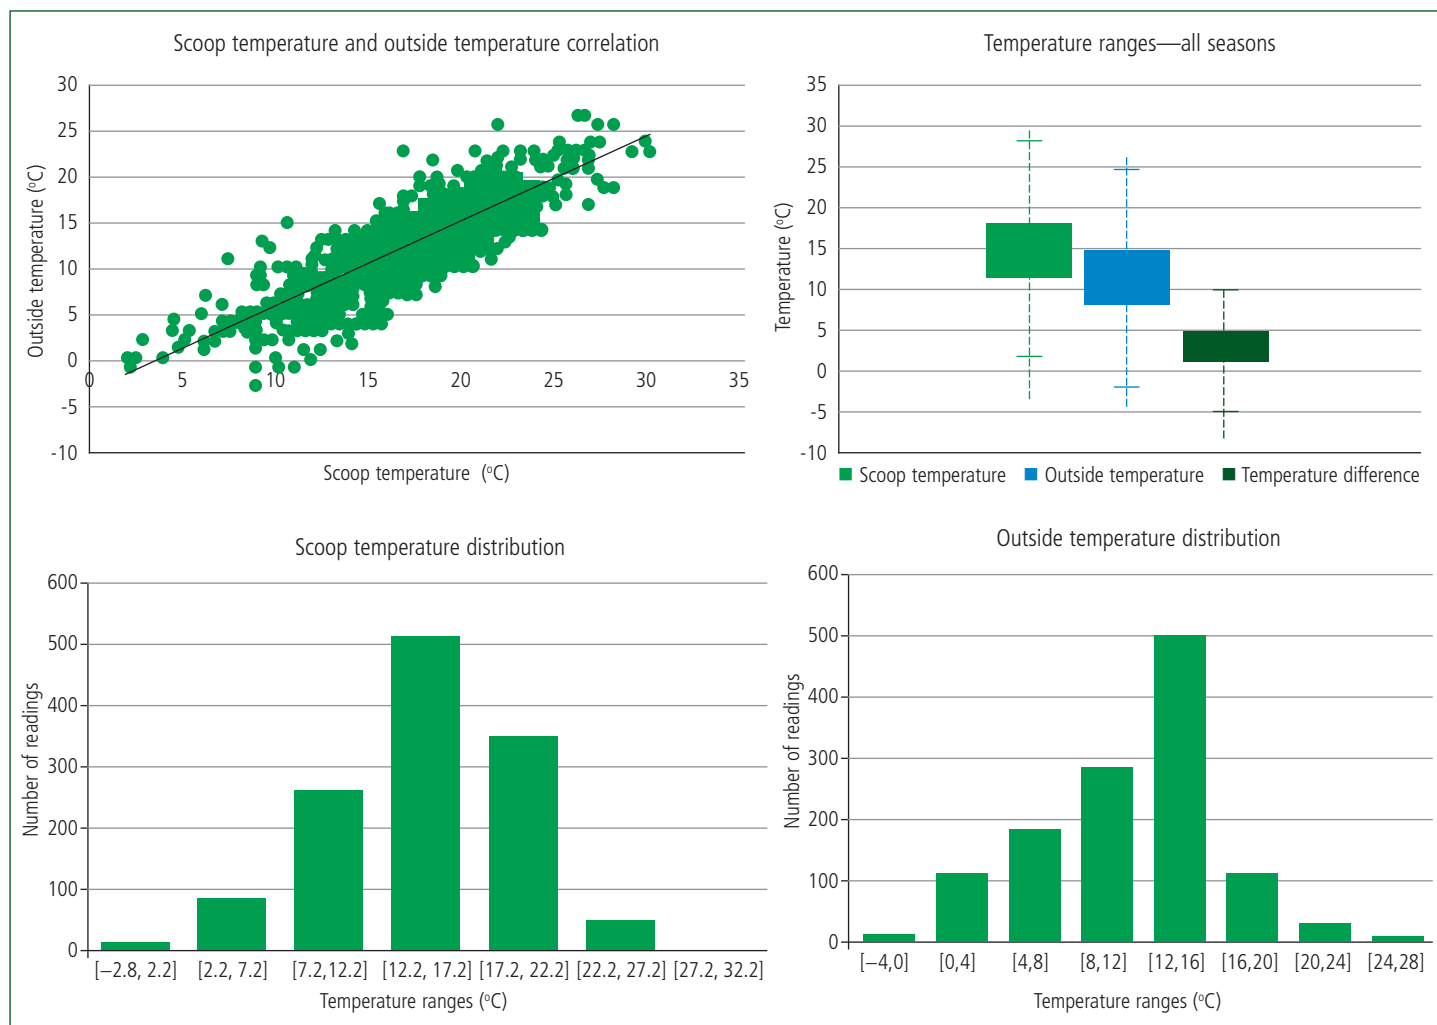 Scoop temperature and outside temperature correlation
30
25
20
15
10
5
0
-5
-10
Outside temperature (ºC)
0 5 10 15 20 25 30 35
Scoop temperature (ºC)
Temperature ranges—all seasons
35
30
25
20
15
10
5
0
-5
-10
Temperature (ºC)
Scoop temperature Outside temperature Temperature difference
Scoop temperature distribution
600
500
400
300
200
100
0
Number of readings
[−2.8, 2.2] [2.2, 7.2] [7.2,12.2] [12.2, 17.2] [17.2, 22.2] [22.2, 27.2] [27.2, 32.2]
Temperature ranges (ºC)
Outside temperature distribution
600
500
400
300
200
100
0
Number of readings
[−4,0] [0,4] [4,8] [8,12] [12,16] [16,20] [20,24] [24,28]
Temperature ranges (ºC)